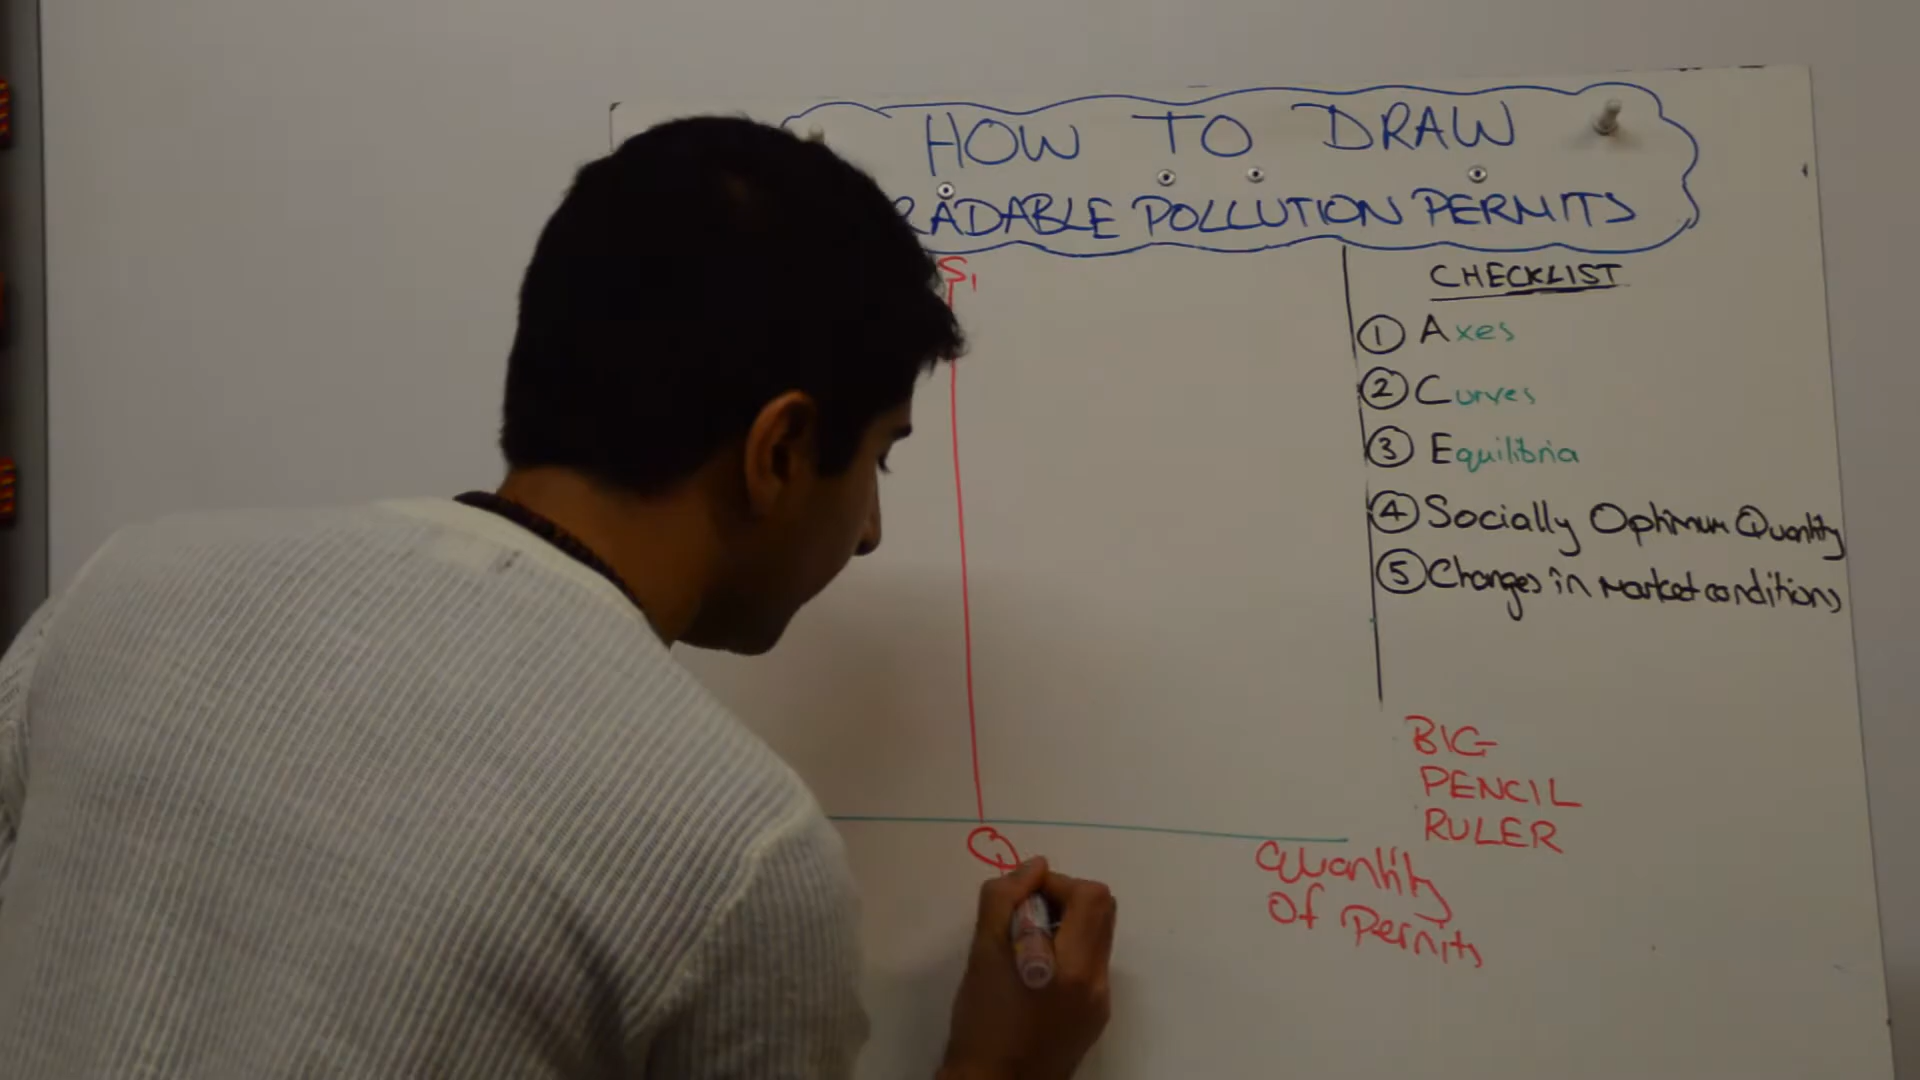 HOW TO DRAW
RADABLE POLLUTION PERMITS
S1
CHECKLIST
1 Axes
2 Curves
3 Equilibria
4 Socially Optimum Quantity
5 Changes in market conditions
BIG
PENCIL
RULER
Q
Quantity
Of Permits